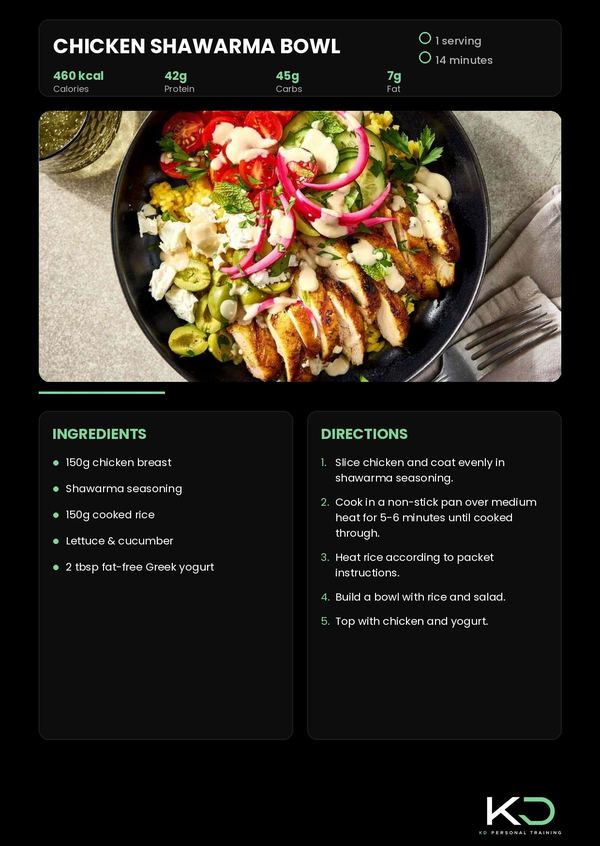 CHICKEN SHAWARMA BOWL
1 serving
14 minutes
460 kcal
Calories
42g
Protein
45g
Carbs
7g
Fat
INGREDIENTS
150g chicken breast
Shawarma seasoning
150g cooked rice
Lettuce & cucumber
2 tbsp fat-free Greek yogurt
DIRECTIONS
1. Slice chicken and coat evenly in
shawarma seasoning.
2. Cook in a non-stick pan over medium
heat for 5-6 minutes until cooked
through.
3. Heat rice according to packet
instructions.
4. Build a bowl with rice and salad.
5. Top with chicken and yogurt.
KD
KD PERSONAL TRAINING